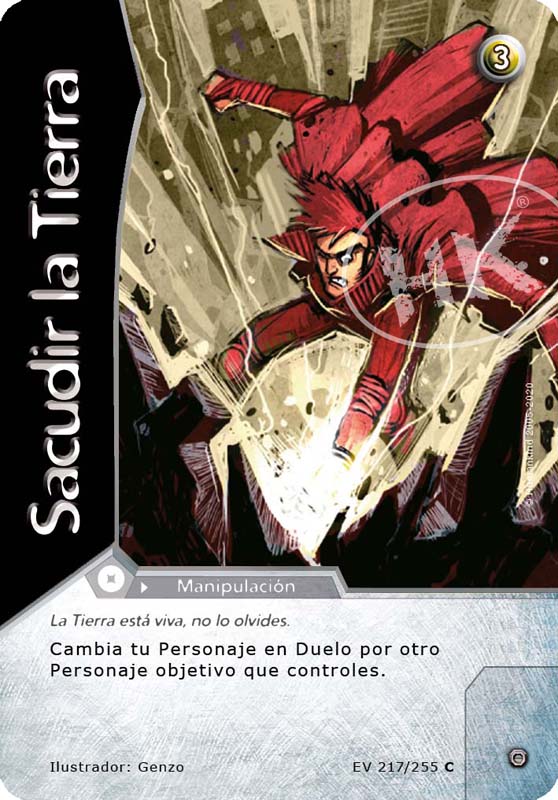 Sacudir la Tierra
3
HK
®
Manipulación
La Tierra está viva, no lo olvides.
Cambia tu Personaje en Duelo por otro
Personaje objetivo que controles.
Ilustrador: Genzo
EV 217/255 C